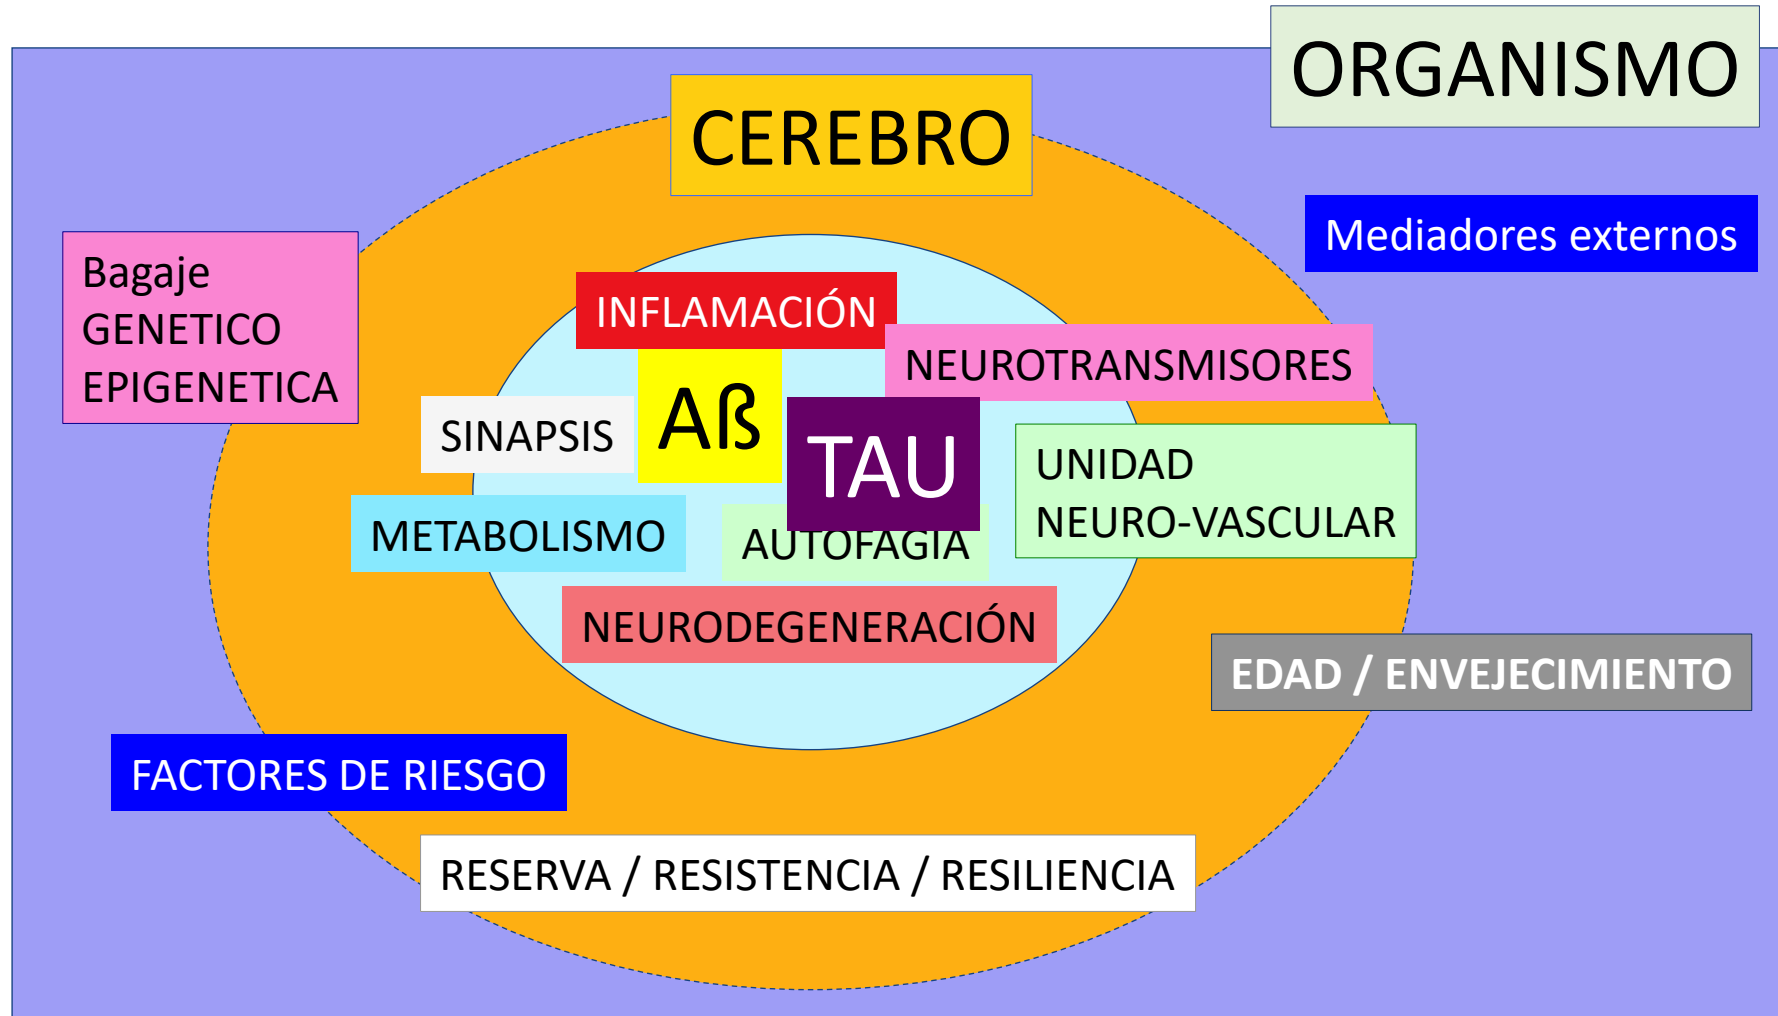 ORGANISMO
CEREBRO
Mediadores externos
Bagaje
GENETICO
EPIGENETICA
INFLAMACIÓN
NEUROTRANSMISORES
Aß
SINAPSIS
TAU
UNIDAD
NEURO-VASCULAR
METABOLISMO
AUTOFAGIA
NEURODEGENERACIÓN
EDAD / ENVEJECIMIENTO
FACTORES DE RIESGO
RESERVA / RESISTENCIA / RESILIENCIA